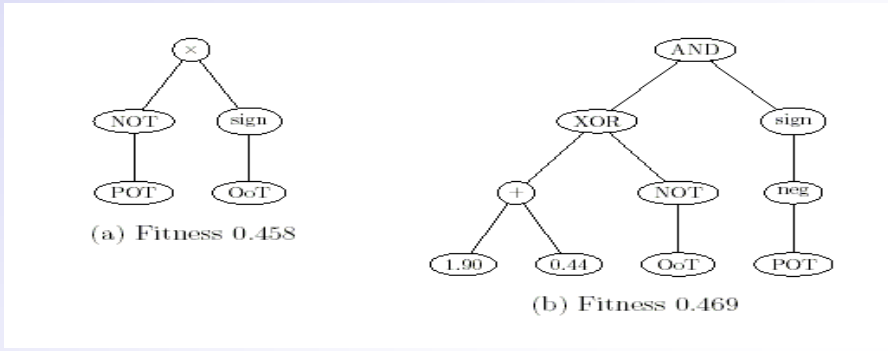 ×
AND
NOT
sign
XOR
sign
POT
OoT
+
NOT
neg
(a) Fitness 0.458
1.90
0.44
OoT
POT
(b) Fitness 0.469